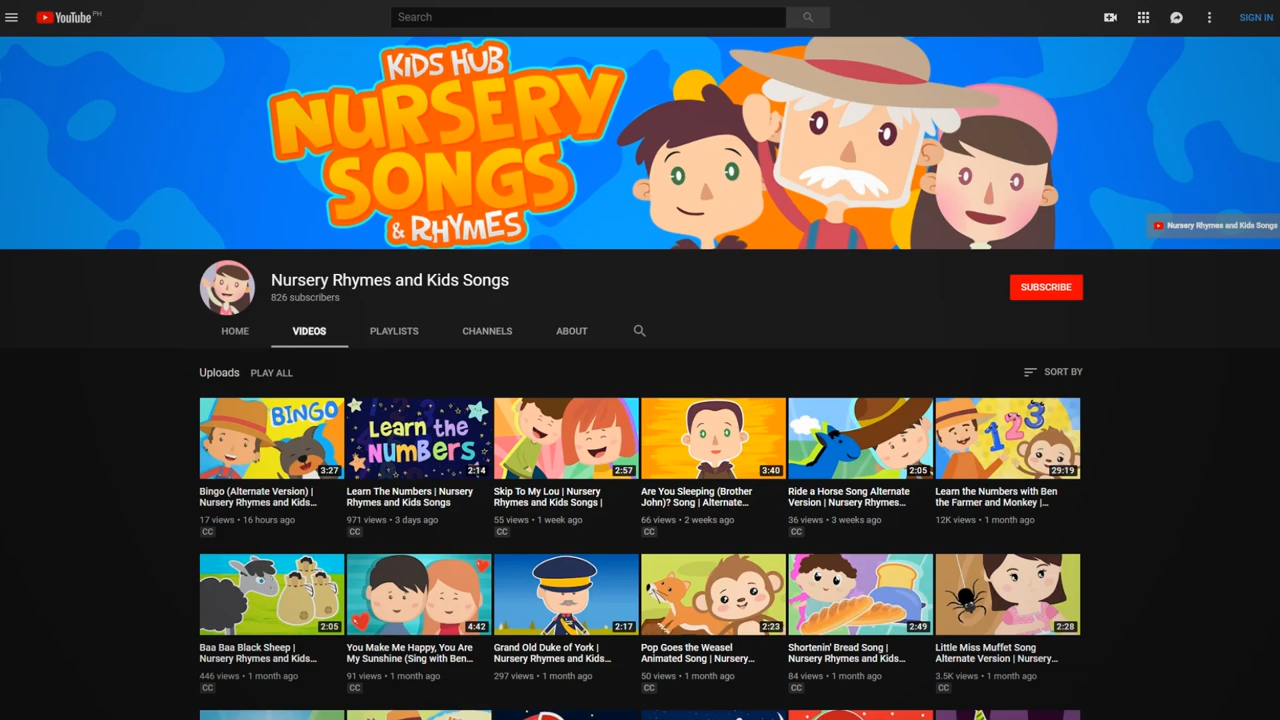 YouTube PH
Search
SIGN IN
KIDS HUB
NURSERY
SONGS
& RHYMES
Nursery Rhymes and Kids Songs
Nursery Rhymes and Kids Songs
826 subscribers
SUBSCRIBE
HOME VIDEOS PLAYLISTS CHANNELS ABOUT
Uploads PLAY ALL
SORT BY
BINGO
3:27
Learn the
NUMBERS
2:14
2:57
3:40
2:05
123
29:19
Bingo (Alternate Version) |
Nursery Rhymes and Kids...
17 views • 16 hours ago
CC
Learn The Numbers | Nursery
Rhymes and Kids Songs
971 views • 3 days ago
CC
Skip To My Lou | Nursery
Rhymes and Kids Songs |
55 views • 1 week ago
CC
Are You Sleeping (Brother
John)? Song | Alternate...
66 views • 2 weeks ago
CC
Ride a Horse Song Alternate
Version | Nursery Rhymes...
36 views • 3 weeks ago
CC
Learn the Numbers with Ben
the Farmer and Monkey |...
12K views • 1 month ago
2:05
4:42
2:17
2:23
2:49
2:28
Baa Baa Black Sheep |
Nursery Rhymes and Kids...
446 views • 1 month ago
CC
You Make Me Happy, You Are
My Sunshine (Sing with Ben...
91 views • 1 month ago
CC
Grand Old Duke of York |
Nursery Rhymes and Kids...
297 views • 1 month ago
Pop Goes the Weasel
Animated Song | Nursery...
50 views • 1 month ago
CC
Shortenin' Bread Song |
Nursery Rhymes and Kids...
84 views • 1 month ago
CC
Little Miss Muffet Song
Alternate Version | Nursery...
3.5K views • 1 month ago
CC